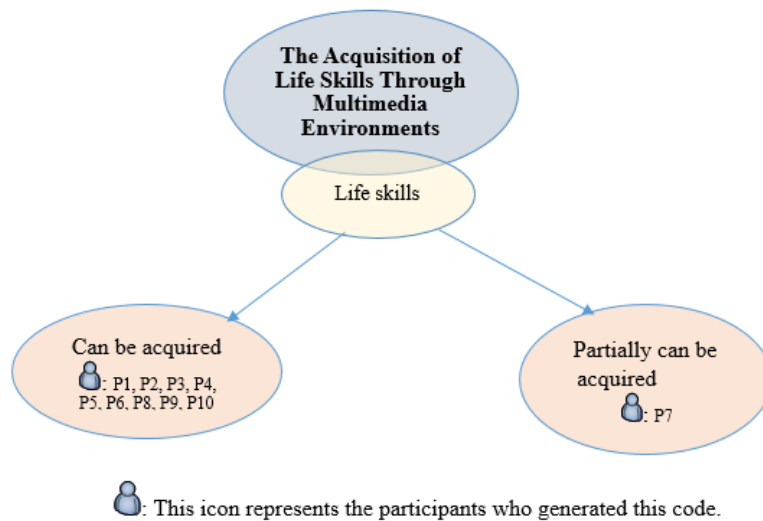 The Acquisition of
Life Skills Through
Multimedia
Environments
Life skills
Can be acquired
: P1, P2, P3, P4,
P5, P6, P8, P9, P10
Partially can be
acquired
: P7
: This icon represents the participants who generated this code.